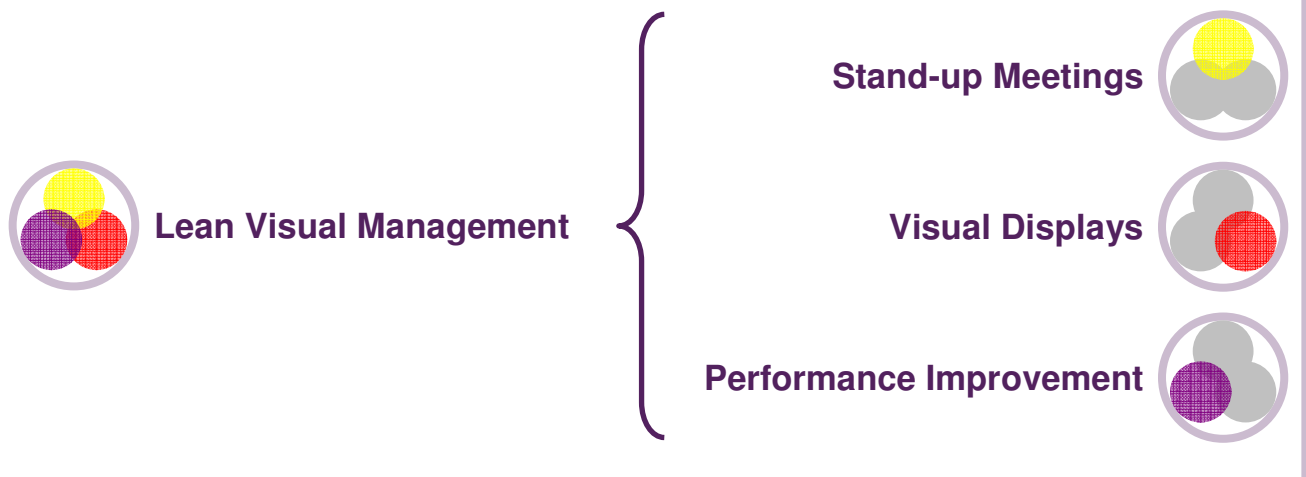 Stand-up Meetings
Lean Visual Management
Visual Displays
Performance Improvement